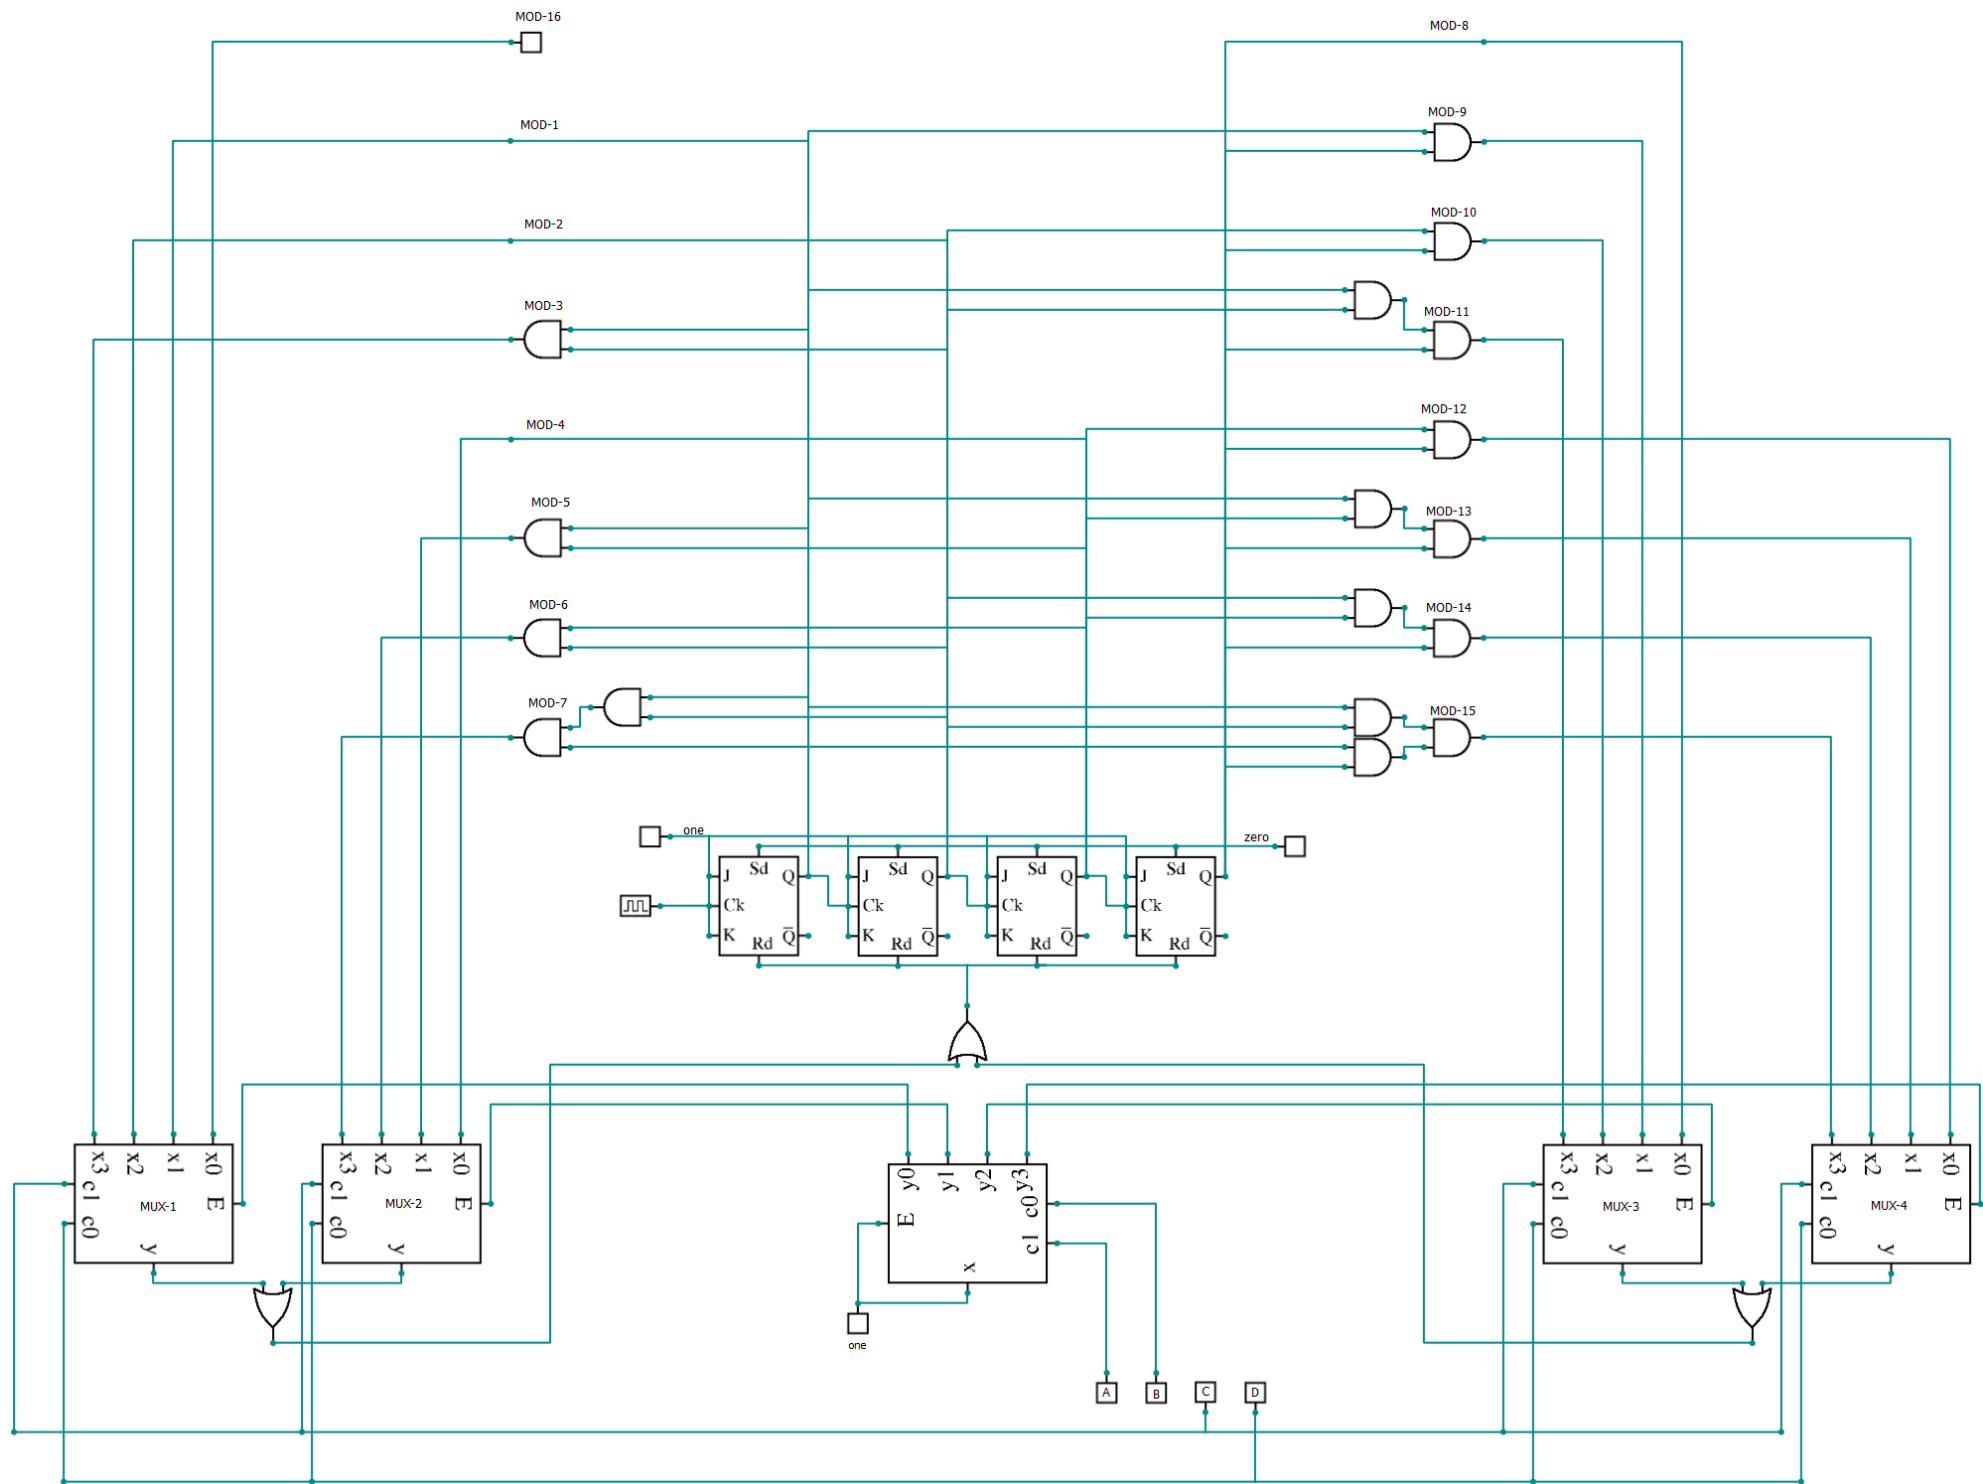 MOD-16
MOD-8
MOD-9
MOD-1
MOD-10
MOD-2
MOD-3
MOD-11
MOD-12
MOD-4
MOD-5
MOD-13
MOD-6
MOD-14
MOD-7
MOD-15
one
zero
Sd
J
Q
Ck
K
Rd
Q̅
Sd
J
Q
Ck
K
Rd
Q̅
Sd
J
Q
Ck
K
Rd
Q̅
Sd
J
Q
Ck
K
Rd
Q̅
x3 x2 x1 x0
c1
c0
E
MUX-1
y
x3 x2 x1 x0
c1
c0
E
MUX-2
y
y0 y1 y2 y3
c0
E
c1
x
one
x3 x2 x1 x0
c1
c0
E
MUX-3
y
x3 x2 x1 x0
c1
c0
E
MUX-4
y
A B C D